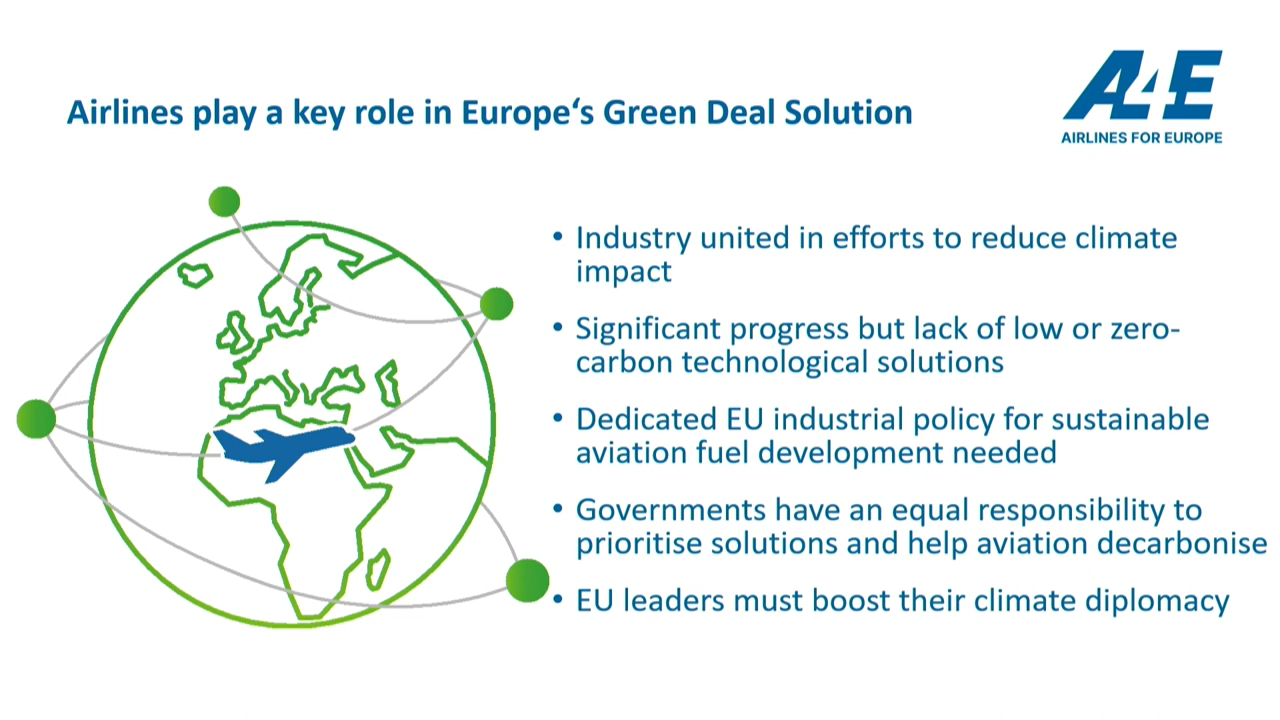 A4E
AIRLINES FOR EUROPE
Airlines play a key role in Europe‘s Green Deal Solution
• Industry united in efforts to reduce climate
impact
• Significant progress but lack of low or zero-
carbon technological solutions
• Dedicated EU industrial policy for sustainable
aviation fuel development needed
• Governments have an equal responsibility to
prioritise solutions and help aviation decarbonise
• EU leaders must boost their climate diplomacy